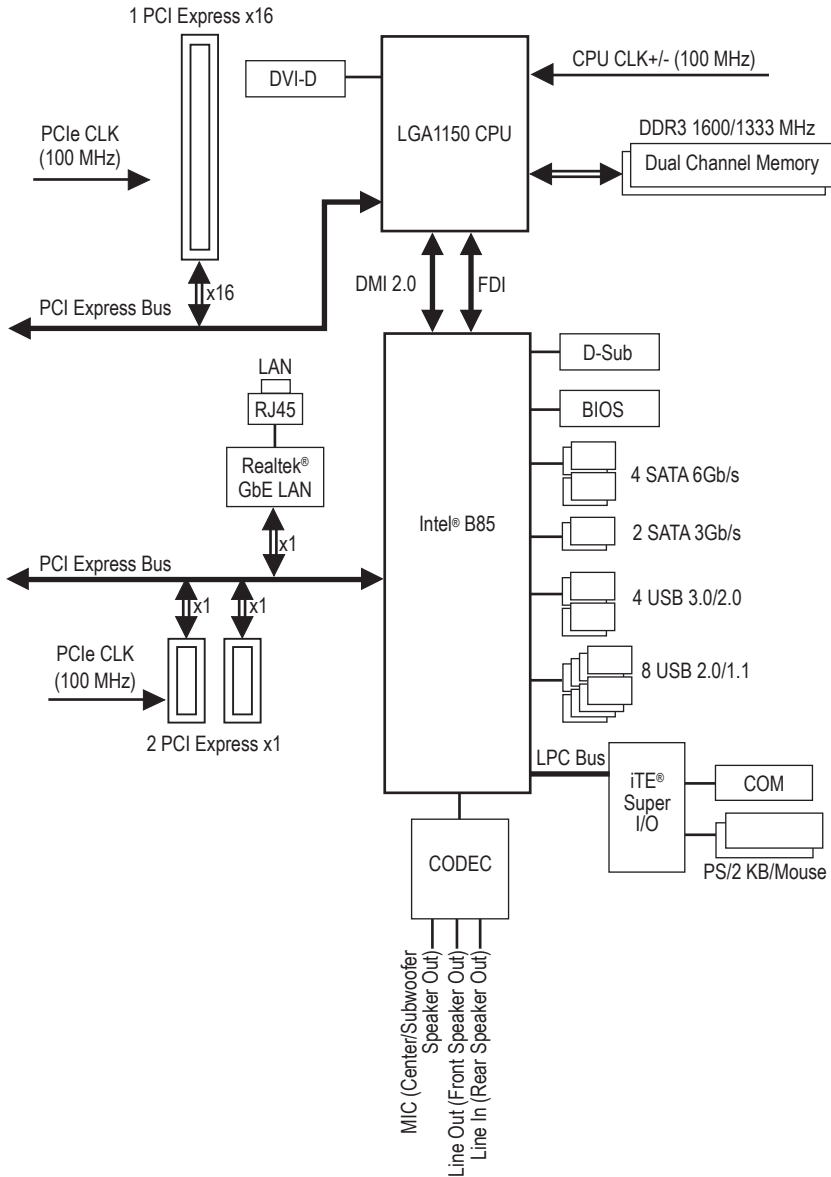 1 PCI Express x16
DVI-D
LGA1150 CPU
CPU CLK+/- (100 MHz)
PCIe CLK
(100 MHz)
DDR3 1600/1333 MHz
Dual Channel Memory
x16
PCI Express Bus
DMI 2.0
FDI
D-Sub
LAN
RJ45
BIOS
Realtek®
GbE LAN
4 SATA 6Gb/s
Intel® B85
2 SATA 3Gb/s
x1
PCI Express Bus
4 USB 3.0/2.0
x1
x1
PCIe CLK
(100 MHz)
8 USB 2.0/1.1
2 PCI Express x1
LPC Bus
iTE®
Super
I/O
COM
PS/2 KB/Mouse
CODEC
MIC (Center/Subwoofer
Speaker Out)
Line Out (Front Speaker Out)
Line In (Rear Speaker Out)